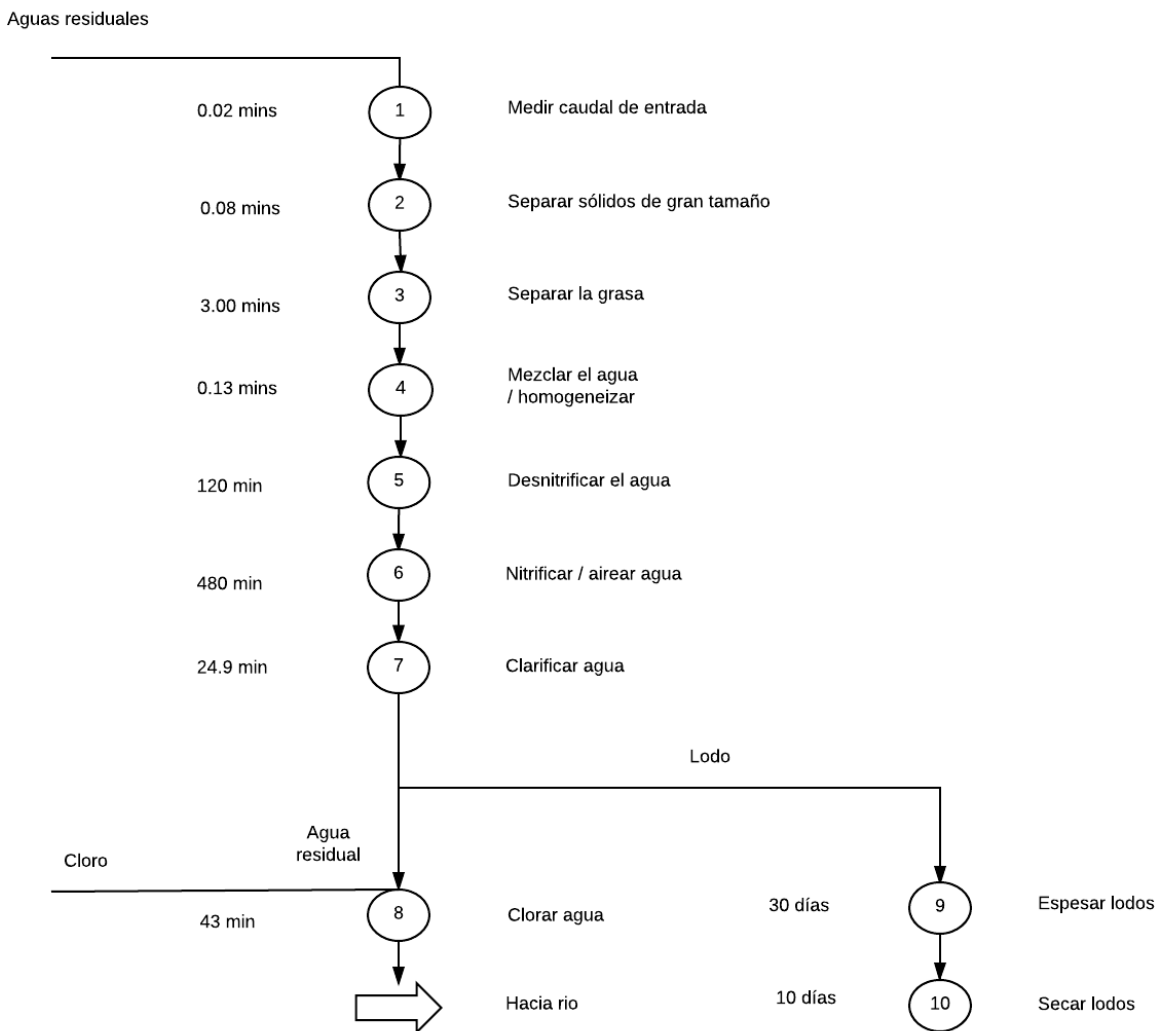 Aguas residuales
0.02 mins
1
Medir caudal de entrada
0.08 mins
2
Separar sólidos de gran tamaño
3.00 mins
3
Separar la grasa
0.13 mins
4
Mezclar el agua
/ homogeneizar
120 min
5
Desnitrificar el agua
480 min
6
Nitrificar / airear agua
24.9 min
7
Clarificar agua
Lodo
Cloro
Agua
residual
43 min
8
Clorar agua
30 días
9
Espesar lodos
Hacia rio
10 días
10
Secar lodos